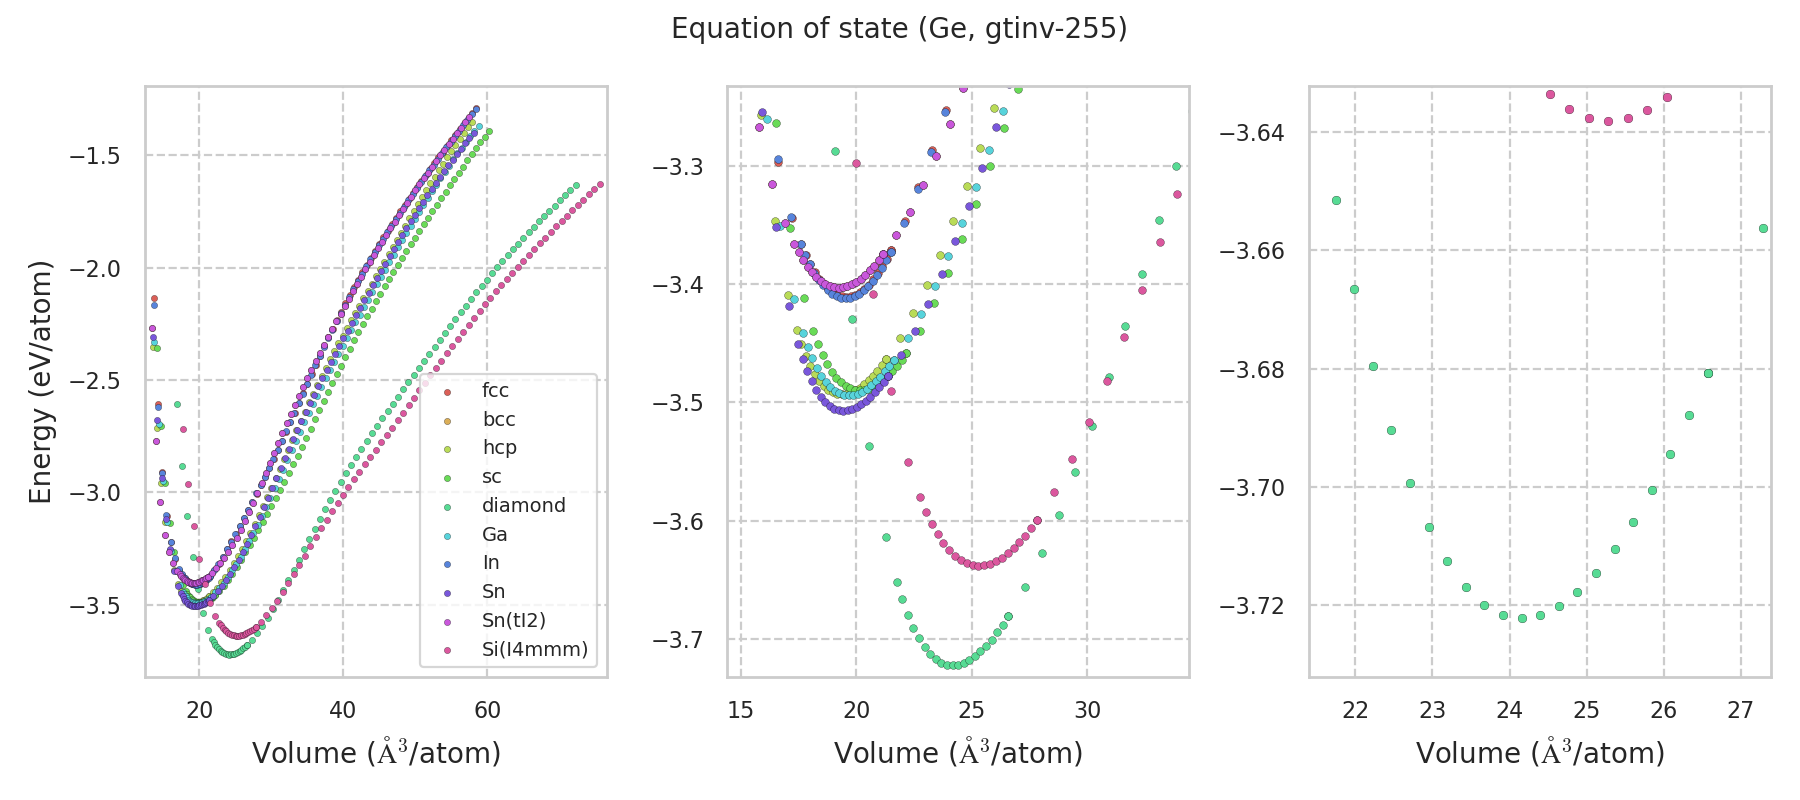 Equation of state (Ge, gtinv-255)
Energy (eV/atom)
−1.5
−2.0
−2.5
−3.0
−3.5
20
40
60
Volume (Å³/atom)
fcc
bcc
hcp
sc
diamond
Ga
In
Sn
Sn(tI2)
Si(I4mmm)
−3.3
−3.4
−3.5
−3.6
−3.7
15
20
25
30
Volume (Å³/atom)
−3.64
−3.66
−3.68
−3.70
−3.72
22
23
24
25
26
27
Volume (Å³/atom)